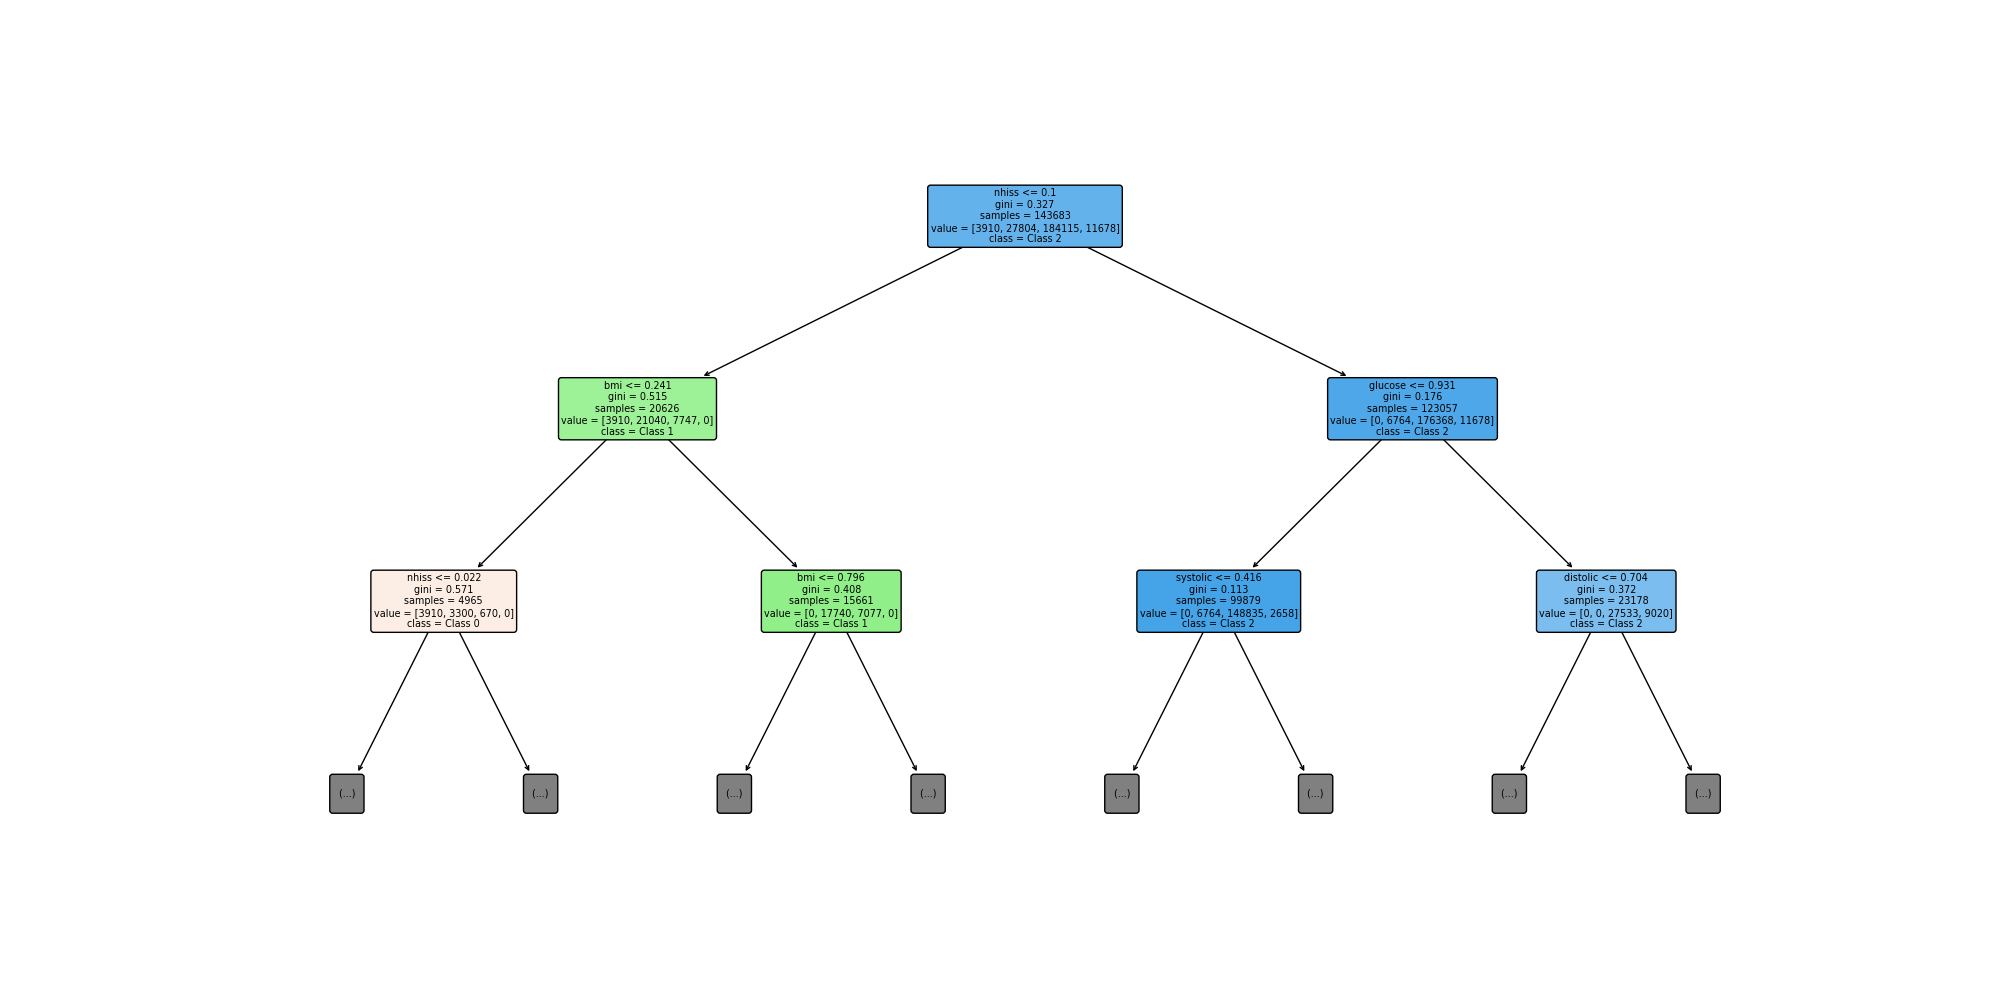 nhiss <= 0.1
gini = 0.327
samples = 143683
value = [3910, 27804, 184115, 11678]
class = Class 2
bmi <= 0.241
gini = 0.515
samples = 20626
value = [3910, 21040, 7747, 0]
class = Class 1
glucose <= 0.931
gini = 0.176
samples = 123057
value = [0, 6764, 176368, 11678]
class = Class 2
nhiss <= 0.022
gini = 0.571
samples = 4965
value = [3910, 3300, 670, 0]
class = Class 0
bmi <= 0.796
gini = 0.408
samples = 15661
value = [0, 17740, 7077, 0]
class = Class 1
systolic <= 0.416
gini = 0.113
samples = 99879
value = [0, 6764, 148835, 2658]
class = Class 2
distolic <= 0.704
gini = 0.372
samples = 23178
value = [0, 0, 27533, 9020]
class = Class 2
(...)
(...)
(...)
(...)
(...)
(...)
(...)
(...)